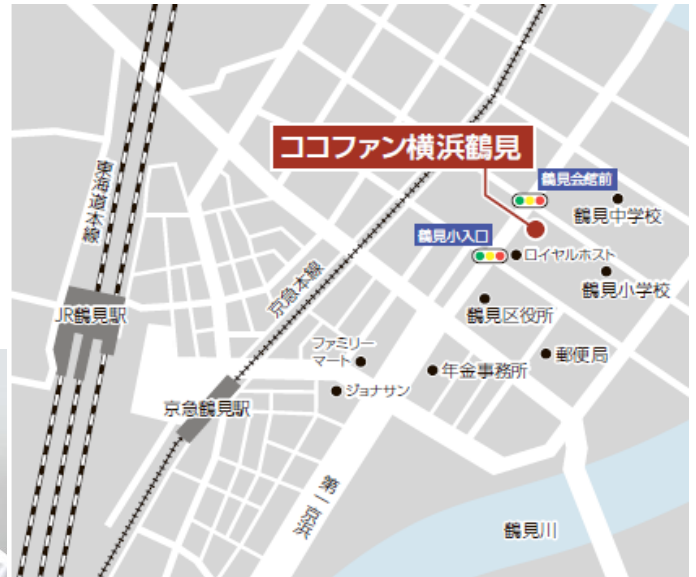 ココファン横浜鶴見
鶴見会館前
鶴見中学校
鶴見小入口
ロイヤルホスト
鶴見小学校
鶴見区役所
東海道本線
京急本線
JR鶴見駅
ファミリー
マート
郵便局
年金事務所
ジョナサン
京急鶴見駅
第一京浜
鶴見川